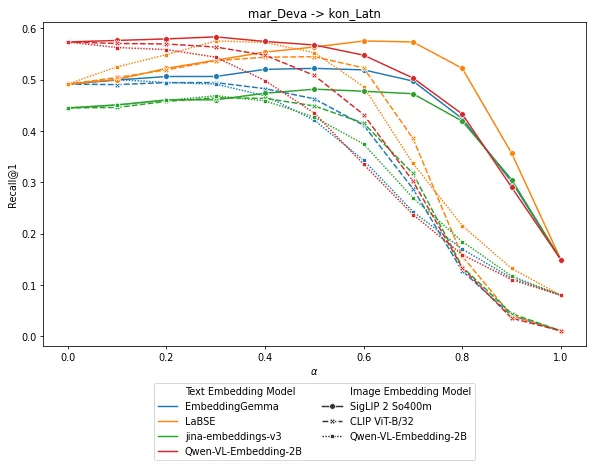 mar_Deva -> kon_Latn
Recall@1
0.6
0.5
0.4
0.3
0.2
0.1
0.0
0.0 0.2 0.4 0.6 0.8 1.0
α
Text Embedding Model
EmbeddingGemma
LaBSE
jina-embeddings-v3
Qwen-VL-Embedding-2B
Image Embedding Model
SigLIP 2 So400m
CLIP ViT-B/32
Qwen-VL-Embedding-2B